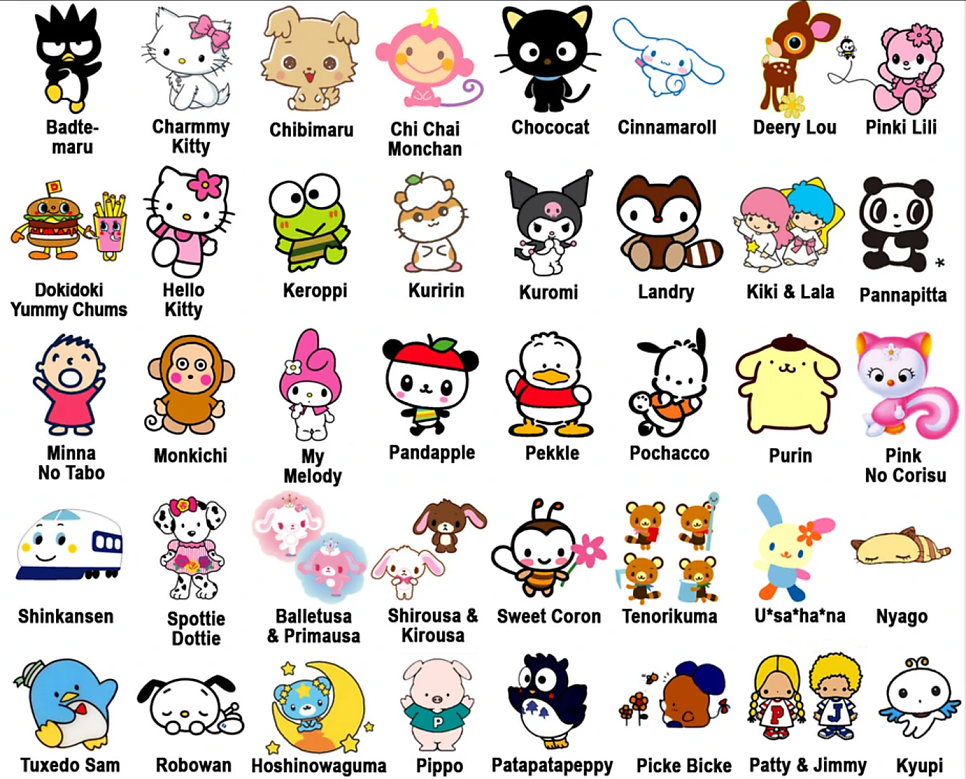 Badte-
maru
Charmmy
Kitty
Chibimaru
Chi Chai
Monchan
Chococat
Cinnamaroll
Deery Lou
Pinki Lili
D
Dokidoki
Yummy Chums
Hello
Kitty
Keroppi
Kuririn
Kuromi
Landry
Kiki & Lala
*
Pannapitta
Minna
No Tabo
Monkichi
My
Melody
Pandapple
Pekkle
Pochacco
Purin
Pink
No Corisu
Shinkansen
Spottie
Dottie
Balletusa
& Primausa
Shirousa &
Kirousa
Sweet Coron
Tenorikuma
U*sa*ha*na
Nyago
P
P
J
Tuxedo Sam
Robowan
Hoshinowaguma
Pippo
Patapatapeppy
Picke Bicke
Patty & Jimmy
Kyupi